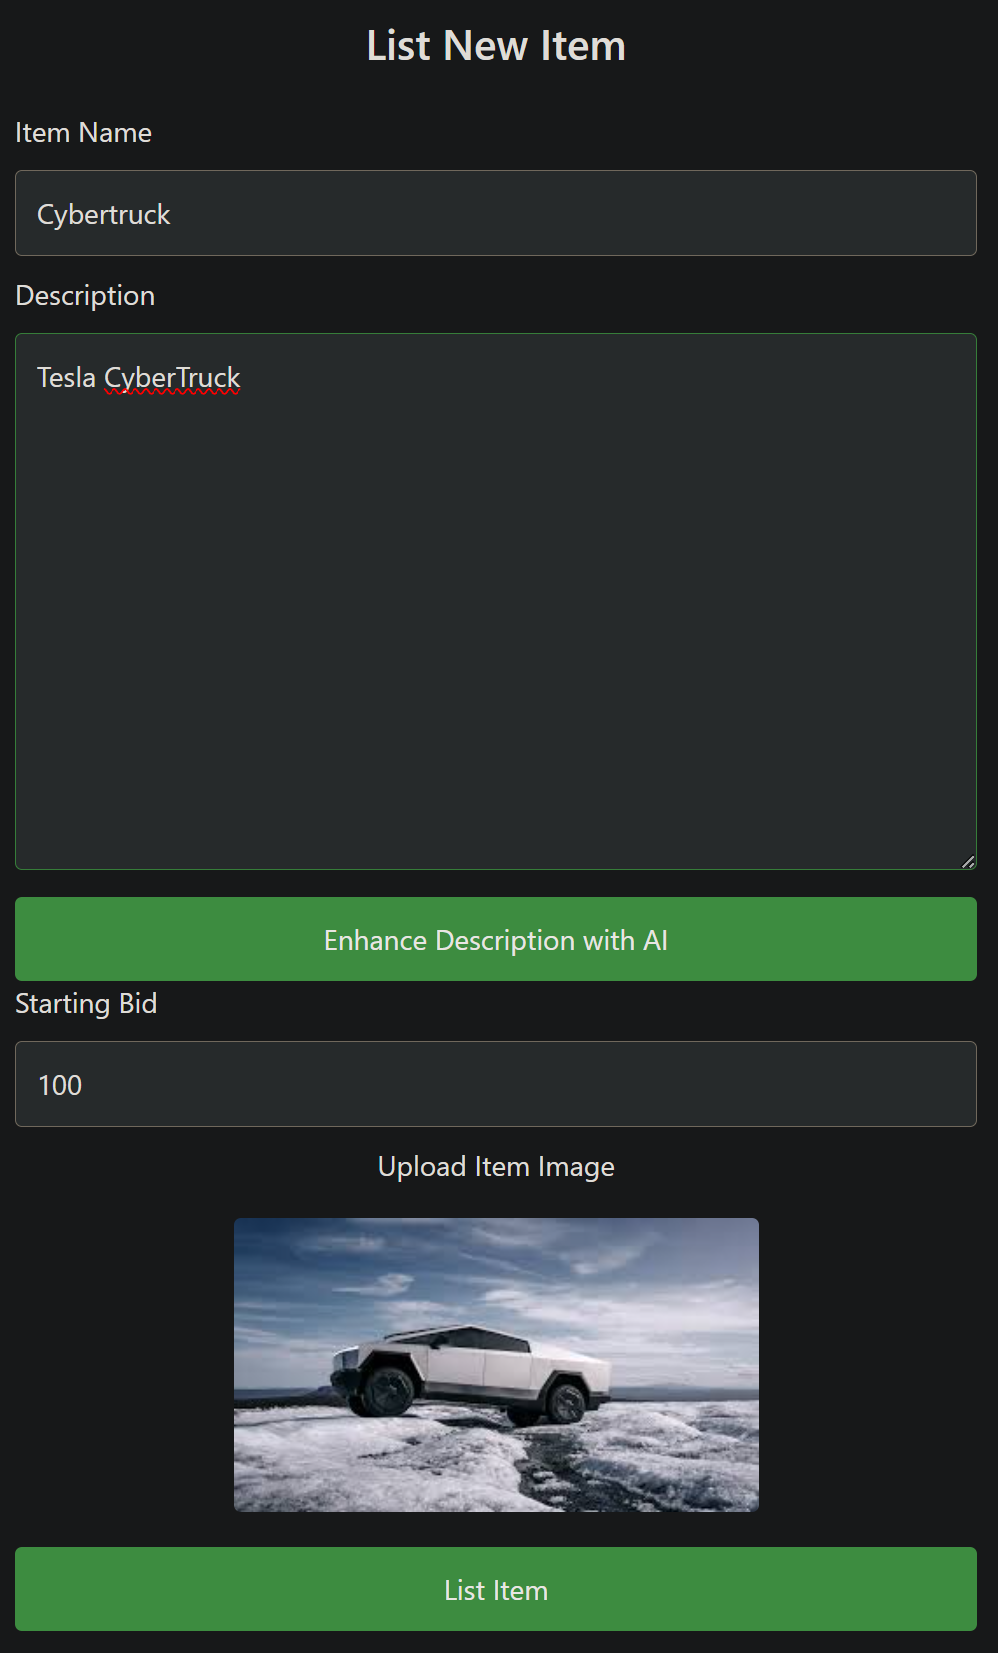 List New Item
Item Name
Cybertruck
Description
Tesla CyberTruck
Enhance Description with AI
Starting Bid
100
Upload Item Image
List Item